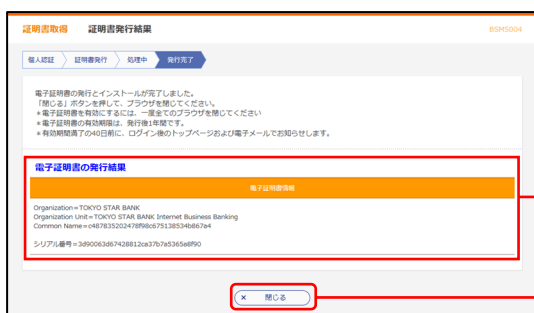 証明書取得 証明書発行結果 BSMS004
個人認証 証明書発行 処理中 発行完了
電子証明書の発行とインストールが完了しました。
「閉じる」ボタンを押して、ブラウザを閉じてください。
＊電子証明書を有効にするには、一度全てのブラウザを閉じてください
＊電子証明書の有効期限は、発行後1年間です。
＊有効期間満了の40日前に、ログイン後のトップページおよび電子メールでお知らせします。
電子証明書の発行結果
電子証明書情報
Organization=TOKYO STAR BANK
Organization Unit=TOKYO STAR BANK Internet Business Banking
Common Name=c487835202478f98c675138534b867a4
シリアル番号=3d90063d67428812ca37b7a5365a8f90
× 閉じる